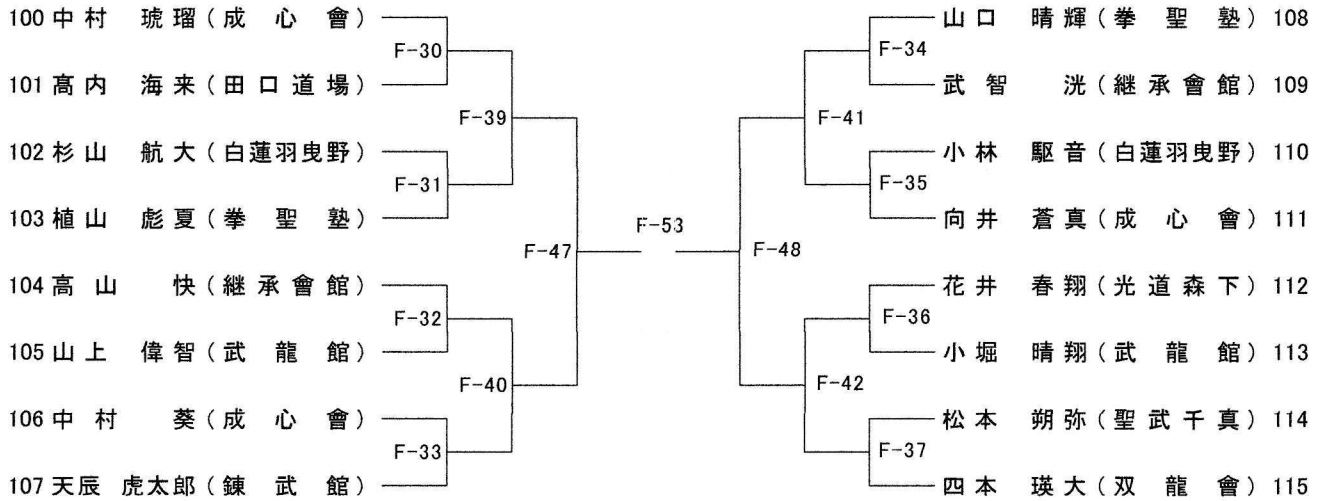 100 中村 琥瑠(成心會)
F-30
101 髙内 海来(田口道場)
F-39
102 杉山 航大(白蓮羽曳野)
F-31
103 植山 彪夏(拳聖塾)
F-47
104 高山 快(継承會館)
F-32
105 山上 偉智(武龍館)
F-40
106 中村 葵(成心會)
F-33
107 天辰 虎太郎(錬武館)
F-53
山口 晴輝(拳聖塾) 108
F-34
武智 洸(継承會館) 109
F-41
小林 駆音(白蓮羽曳野) 110
F-35
向井 蒼真(成心會) 111
F-48
花井 春翔(光道森下) 112
F-36
小堀 晴翔(武龍館) 113
F-42
松本 朔弥(聖武千真) 114
F-37
四本 瑛大(双龍會) 115